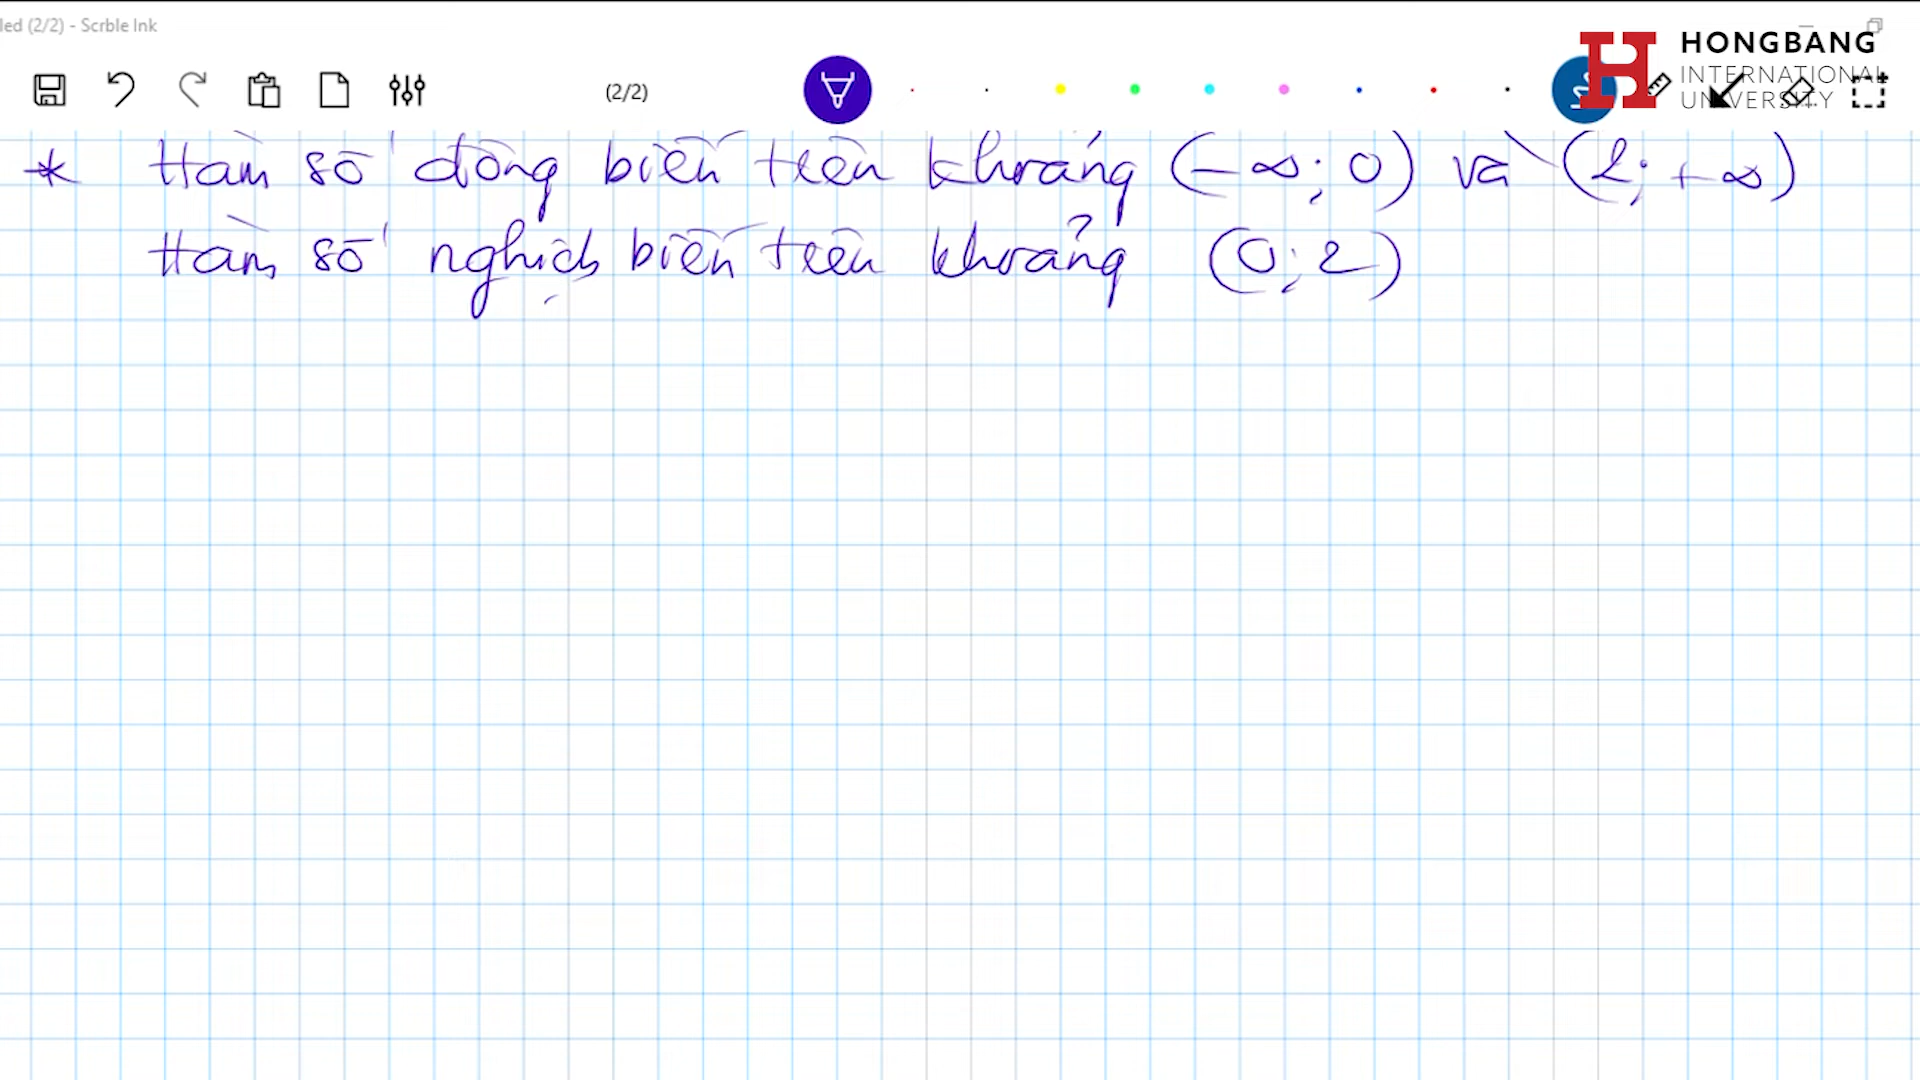 led (2/2) - Scrble Ink
HONGBANG
INTERNATIONAL
UNIVERSITY
(2/2)
* Hàm số đồng biến trên khoảng (-∞; 0) và (2; +∞)
Hàm số nghịch biến trên khoảng (0; 2)